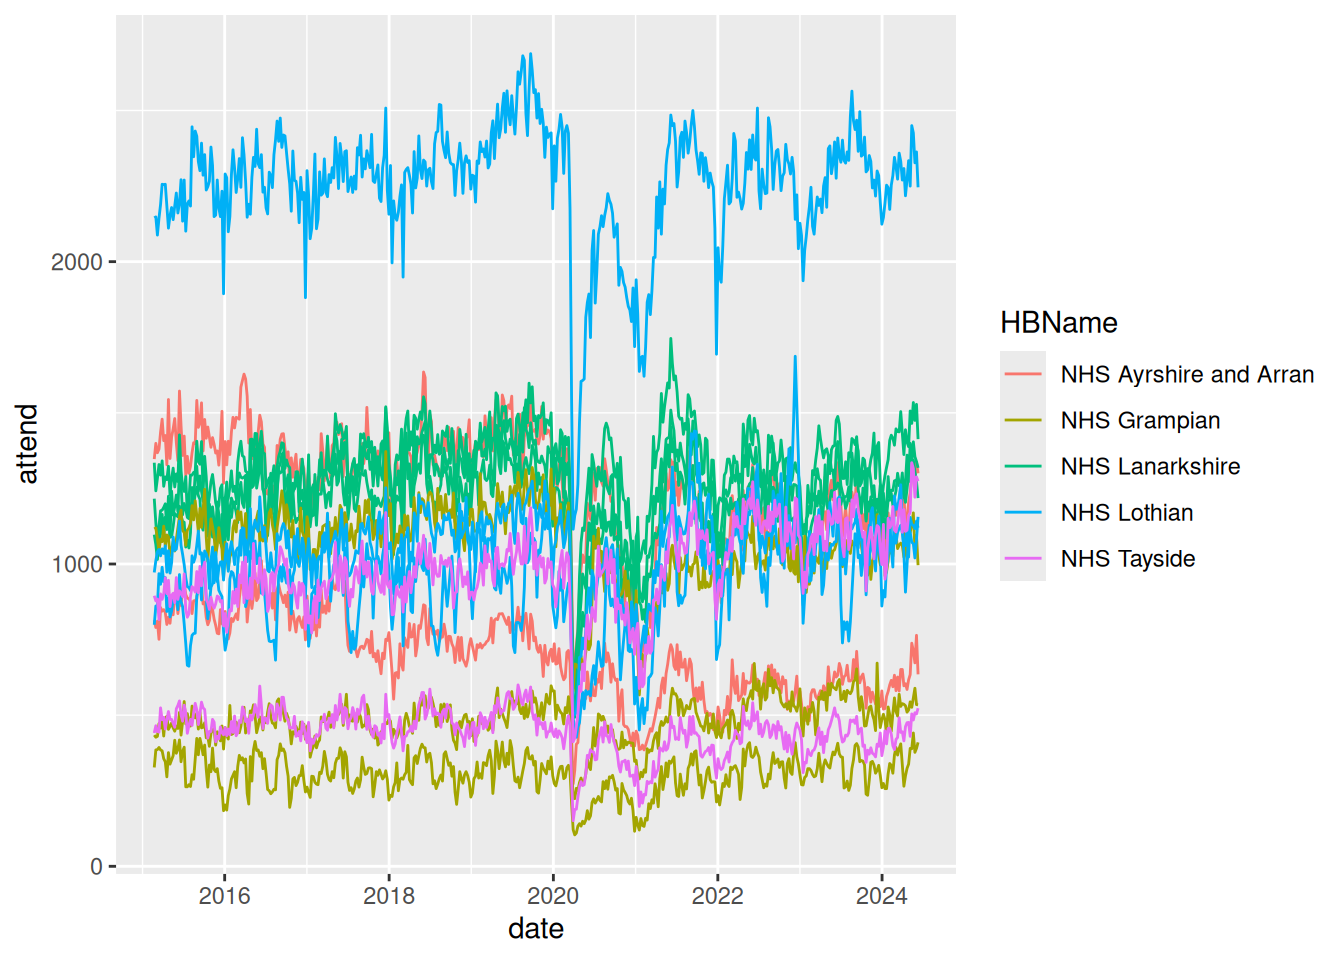 attend
2000
1000
0
2016 2018 2020 2022 2024
date
HBName
NHS Ayrshire and Arran
NHS Grampian
NHS Lanarkshire
NHS Lothian
NHS Tayside